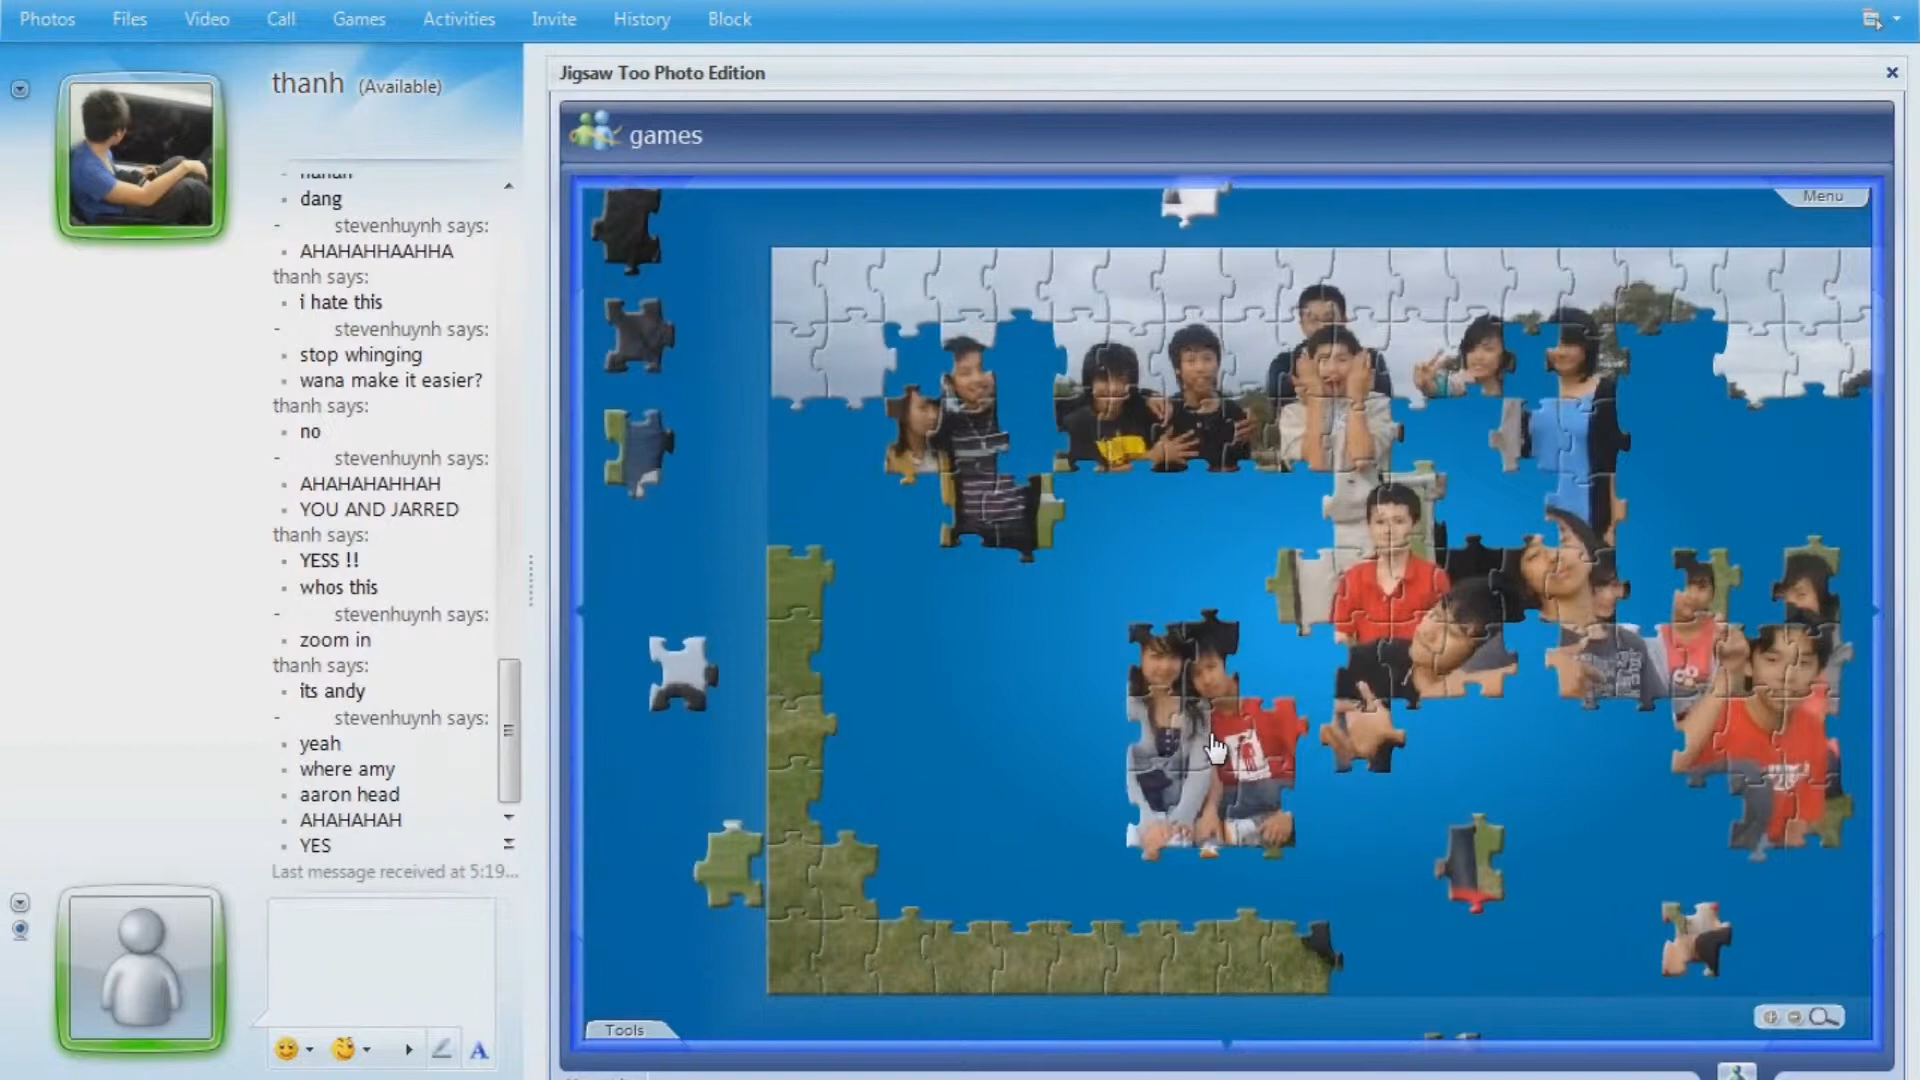 Photos Files Video Call Games Activities Invite History Block
thanh (Available)
Jigsaw Too Photo Edition
games
Menu
hahah
dang
- stevenhuynh says:
AHAHAHHAAHHA
thanh says:
i hate this
- stevenhuynh says:
stop whinging
wana make it easier?
thanh says:
no
- stevenhuynh says:
AHAHAHAHHAH
YOU AND JARRED
thanh says:
YESS !!
whos this
- stevenhuynh says:
zoom in
thanh says:
its andy
- stevenhuynh says:
yeah
where amy
aaron head
AHAHAHAH
YES
Last message received at 5:19...
A
Tools